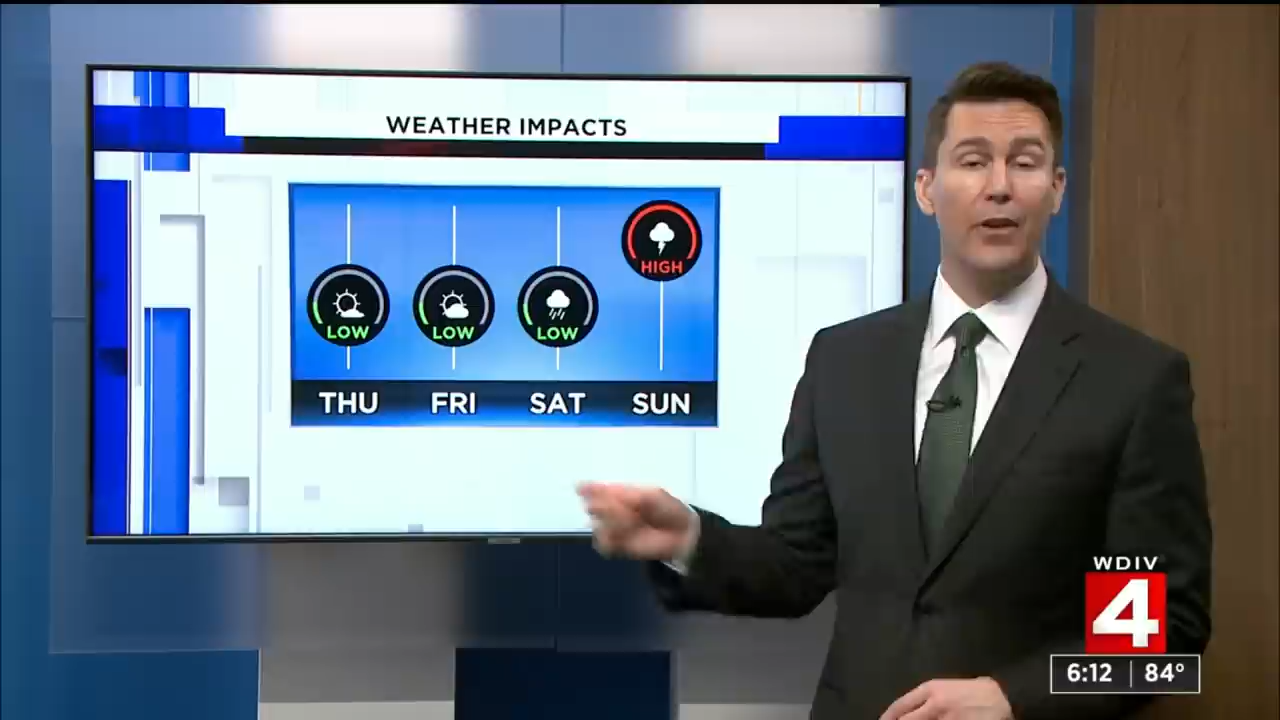 WEATHER IMPACTS
HIGH
LOW LOW LOW
THU FRI SAT SUN
WDIV
4
6:12 84°